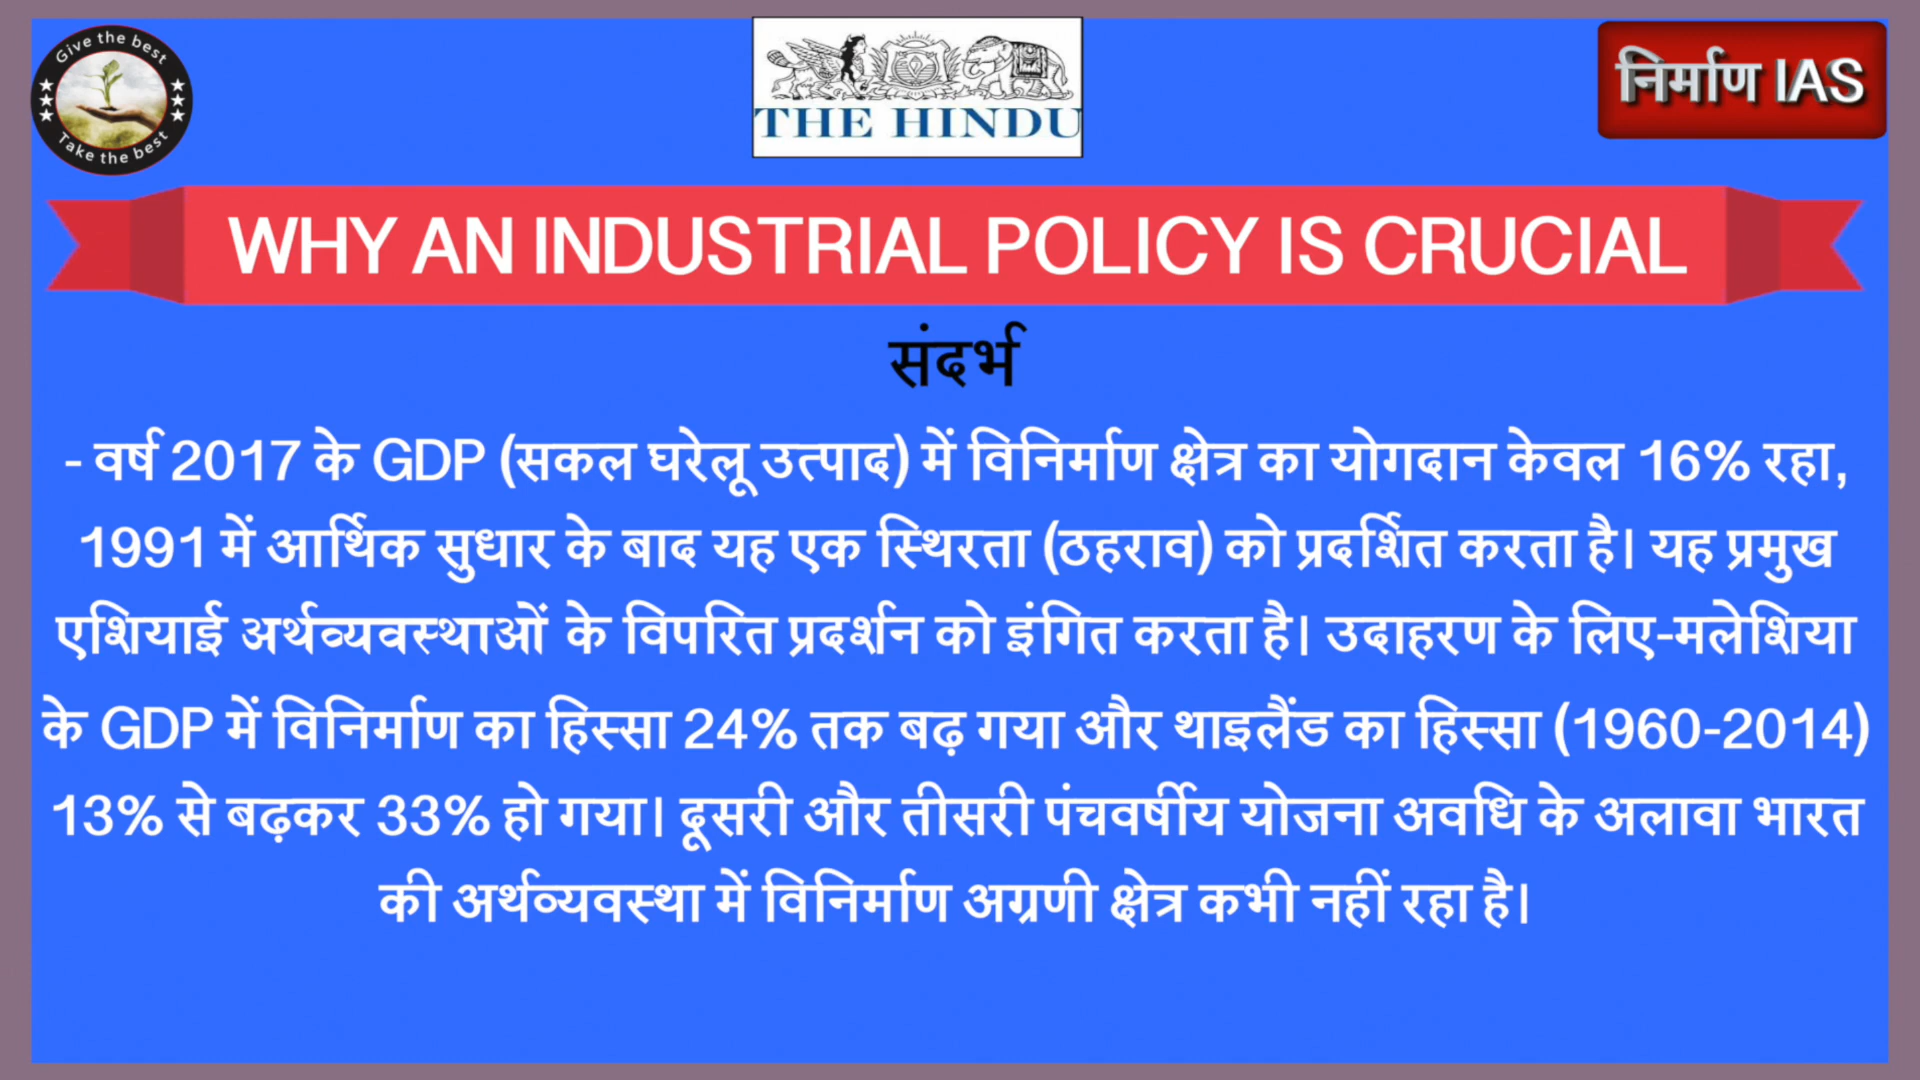 Give the best
Take the best
THE HINDU
निर्माण IAS
WHY AN INDUSTRIAL POLICY IS CRUCIAL
संदर्भ
- वर्ष 2017 के GDP (सकल घरेलू उत्पाद) में विनिर्माण क्षेत्र का योगदान केवल 16% रहा,
1991 में आर्थिक सुधार के बाद यह एक स्थिरता (ठहराव) को प्रदर्शित करता है। यह प्रमुख
एशियाई अर्थव्यवस्थाओं के विपरित प्रदर्शन को इंगित करता है। उदाहरण के लिए-मलेशिया
के GDP में विनिर्माण का हिस्सा 24% तक बढ़ गया और थाइलैंड का हिस्सा (1960-2014)
13% से बढ़कर 33% हो गया। दूसरी और तीसरी पंचवर्षीय योजना अवधि के अलावा भारत
की अर्थव्यवस्था में विनिर्माण अग्रणी क्षेत्र कभी नहीं रहा है।